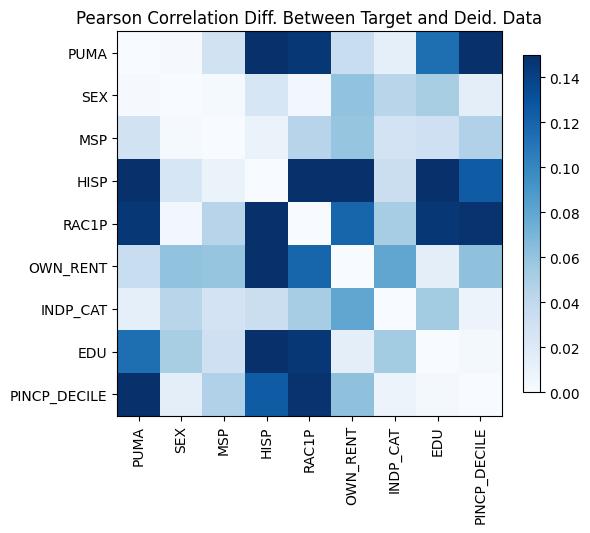 Pearson Correlation Diff. Between Target and Deid. Data
PUMA
SEX
MSP
HISP
RAC1P
OWN_RENT
INDP_CAT
EDU
PINCP_DECILE
PUMA
SEX
MSP
HISP
RAC1P
OWN_RENT
INDP_CAT
EDU
PINCP_DECILE
0.14
0.12
0.10
0.08
0.06
0.04
0.02
0.00